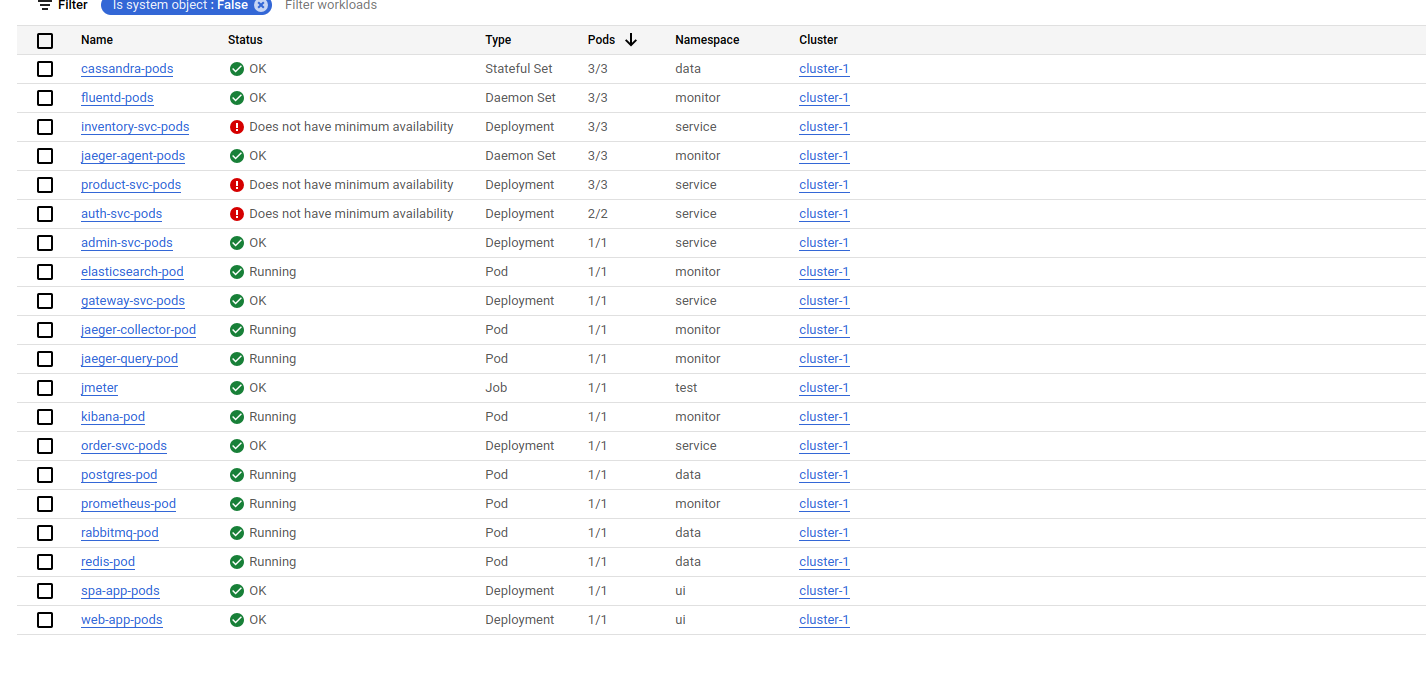 Filter Is system object : False Filter workloads
Name Status Type Pods Namespace Cluster
cassandra-pods OK Stateful Set 3/3 data cluster-1
fluentd-pods OK Daemon Set 3/3 monitor cluster-1
inventory-svc-pods Does not have minimum availability Deployment 3/3 service cluster-1
jaeger-agent-pods OK Daemon Set 3/3 monitor cluster-1
product-svc-pods Does not have minimum availability Deployment 3/3 service cluster-1
auth-svc-pods Does not have minimum availability Deployment 2/2 service cluster-1
admin-svc-pods OK Deployment 1/1 service cluster-1
elasticsearch-pod Running Pod 1/1 monitor cluster-1
gateway-svc-pods OK Deployment 1/1 service cluster-1
jaeger-collector-pod Running Pod 1/1 monitor cluster-1
jaeger-query-pod Running Pod 1/1 monitor cluster-1
jmeter OK Job 1/1 test cluster-1
kibana-pod Running Pod 1/1 monitor cluster-1
order-svc-pods OK Deployment 1/1 service cluster-1
postgres-pod Running Pod 1/1 data cluster-1
prometheus-pod Running Pod 1/1 monitor cluster-1
rabbitmq-pod Running Pod 1/1 data cluster-1
redis-pod Running Pod 1/1 data cluster-1
spa-app-pods OK Deployment 1/1 ui cluster-1
web-app-pods OK Deployment 1/1 ui cluster-1